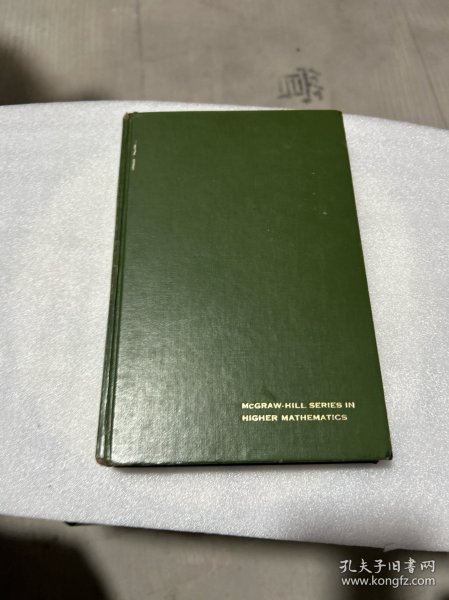 McGRAW-HILL SERIES IN
HIGHER MATHEMATICS
孔夫子旧书网
www.kongfz.com